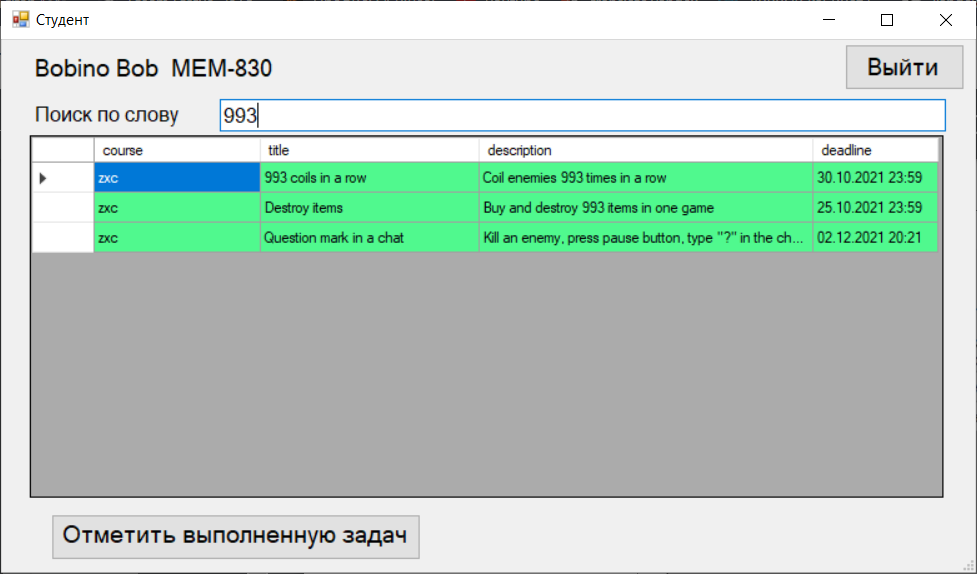 Студент
Bobino Bob MEM-830
Выйти
Поиск по слову 993
course title description deadline
zxc 993 coils in a row Coil enemies 993 times in a row 30.10.2021 23:59
zxc Destroy items Buy and destroy 993 items in one game 25.10.2021 23:59
zxc Question mark in a chat Kill an enemy, press pause button, type "?" in the ch... 02.12.2021 20:21
Отметить выполненную задач